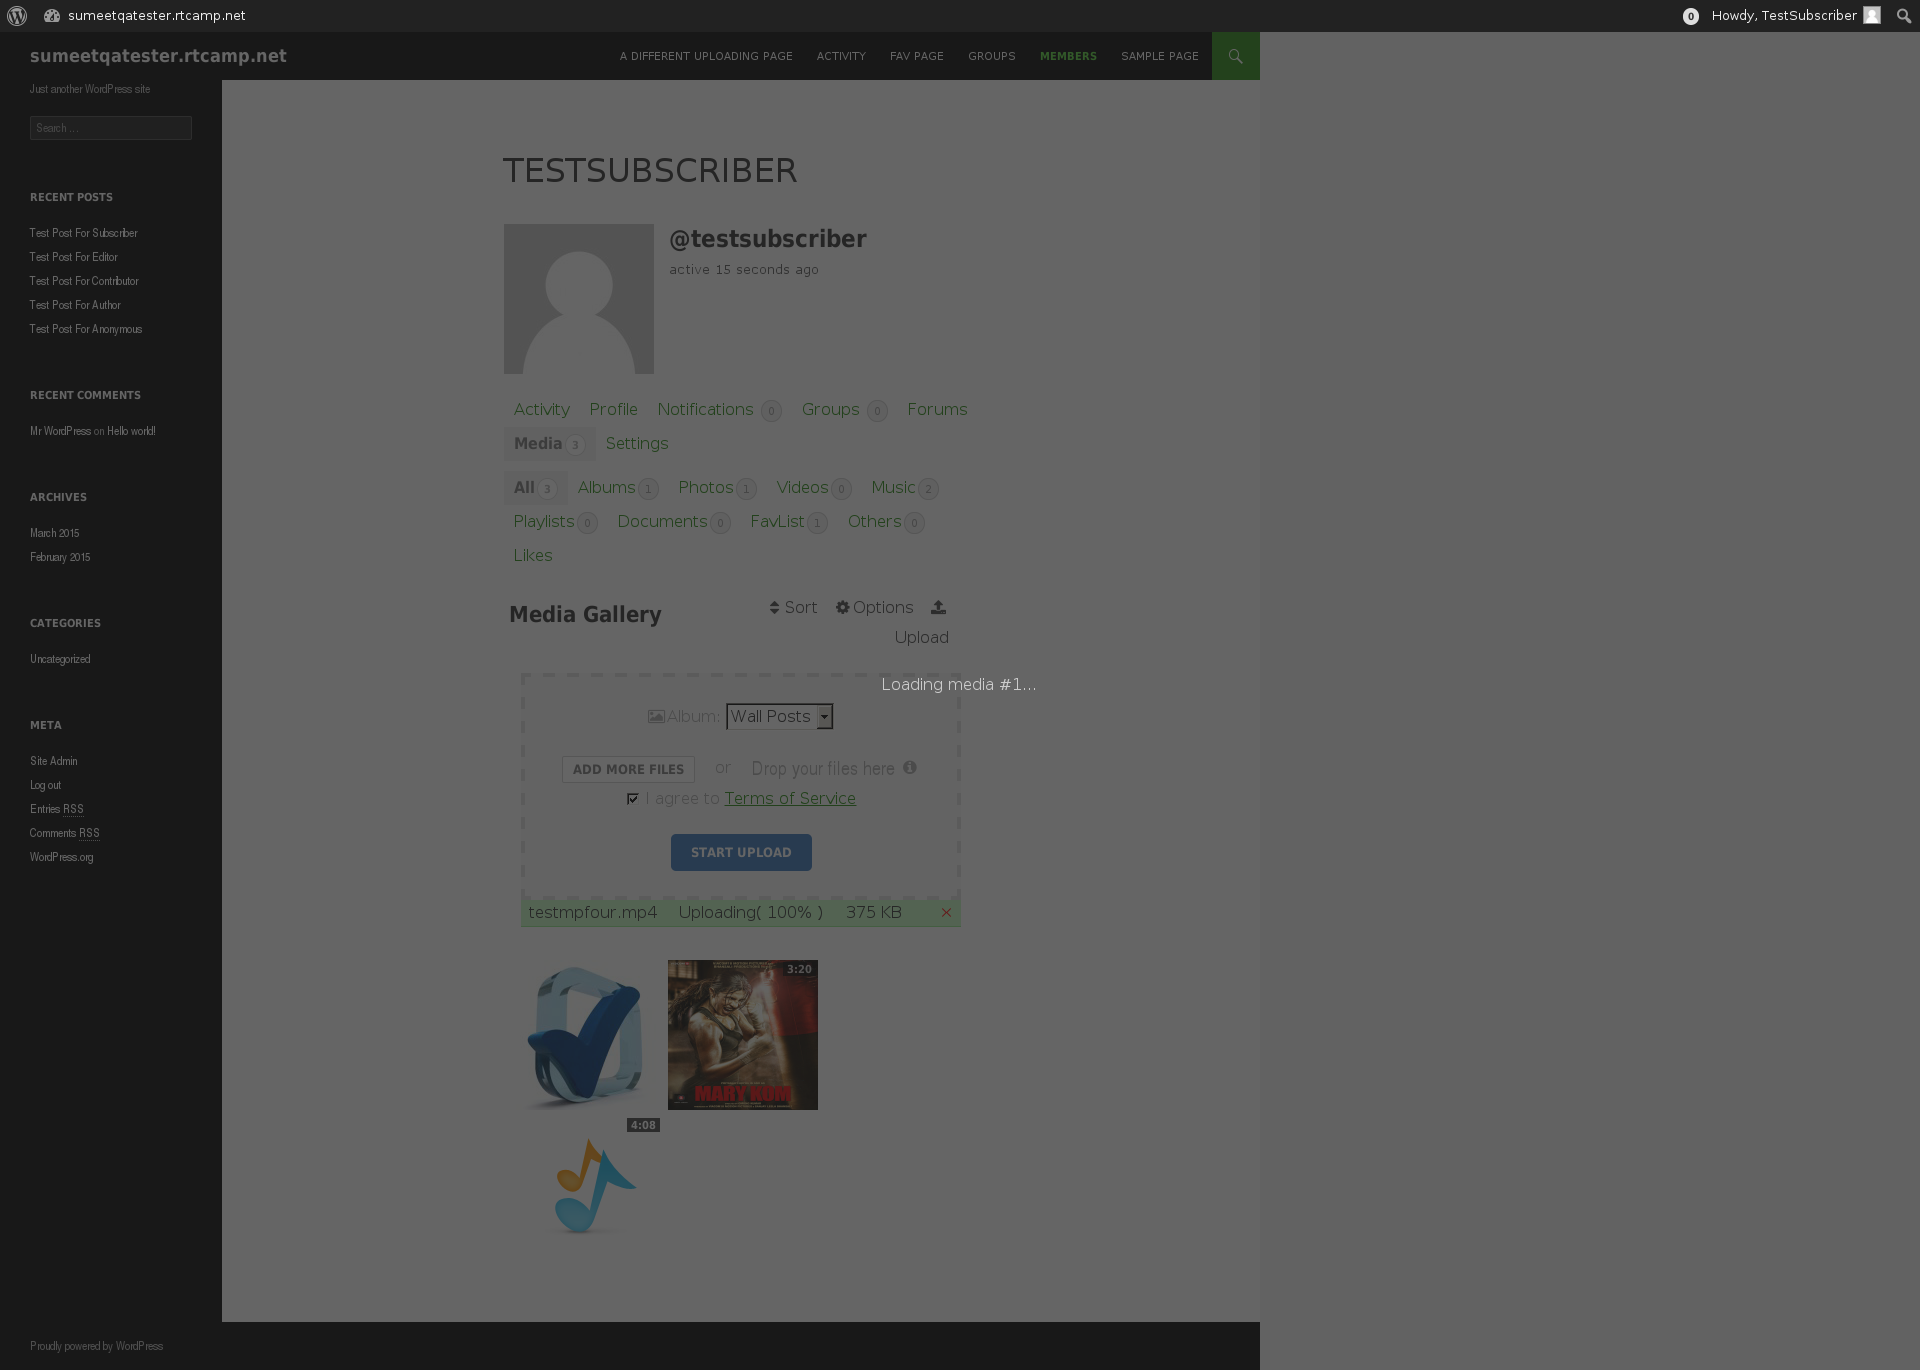 sumeetqatester.rtcamp.net
0 Howdy, TestSubscriber
sumeetqatester.rtcamp.net
A DIFFERENT UPLOADING PAGE ACTIVITY FAV PAGE GROUPS MEMBERS SAMPLE PAGE
Just another WordPress site
Search ...
RECENT POSTS
Test Post For Subscriber
Test Post For Editor
Test Post For Contributor
Test Post For Author
Test Post For Anonymous
RECENT COMMENTS
Mr WordPress on Hello world!
ARCHIVES
March 2015
February 2015
CATEGORIES
Uncategorized
META
Site Admin
Log out
Entries RSS
Comments RSS
WordPress.org
TESTSUBSCRIBER
@testsubscriber
active 15 seconds ago
Activity Profile Notifications 0 Groups 0 Forums
Media 3 Settings
All 3 Albums 1 Photos 1 Videos 0 Music 2
Playlists 0 Documents 0 FavList 1 Others 0
Likes
Media Gallery
Sort Options
Upload
Loading media #1...
Album: Wall Posts
ADD MORE FILES or Drop your files here
I agree to Terms of Service
START UPLOAD
testmpfour.mp4 Uploading( 100% ) 375 KB
3:20
MARY KOM
4:08
Proudly powered by WordPress